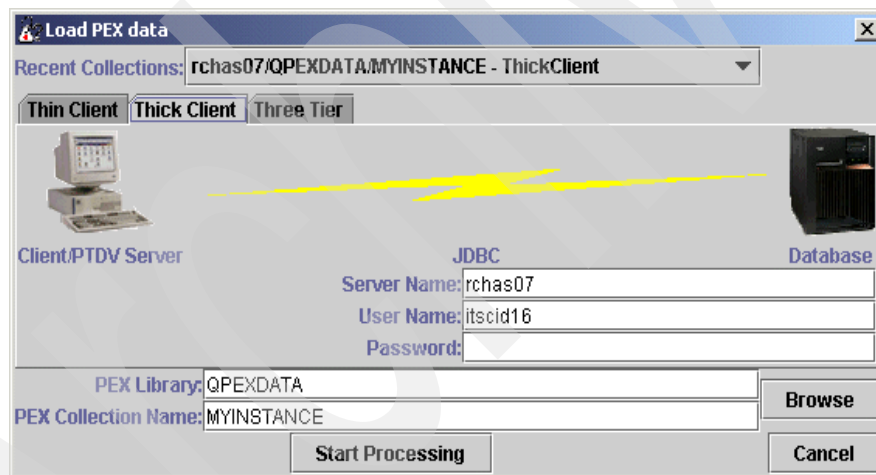 Load PEX data
Recent Collections: rchas07/QPEXDATA/MYINSTANCE - ThickClient
Thin Client Thick Client Three Tier
Client/PTDV Server JDBC Database
Server Name: rchas07
User Name: itscid16
Password:
PEX Library: QPEXDATA
Browse
PEX Collection Name: MYINSTANCE
Start Processing Cancel